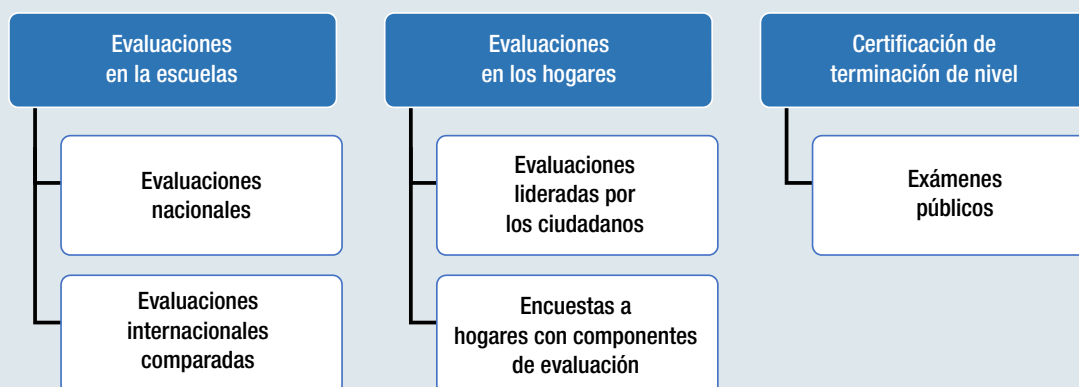 Evaluaciones
en la escuelas
Evaluaciones
nacionales
Evaluaciones
internacionales
comparadas
Evaluaciones
en los hogares
Evaluaciones
lideradas por
los ciudadanos
Encuestas a
hogares con componentes
de evaluación
Certificación de
terminación de nivel
Exámenes
públicos